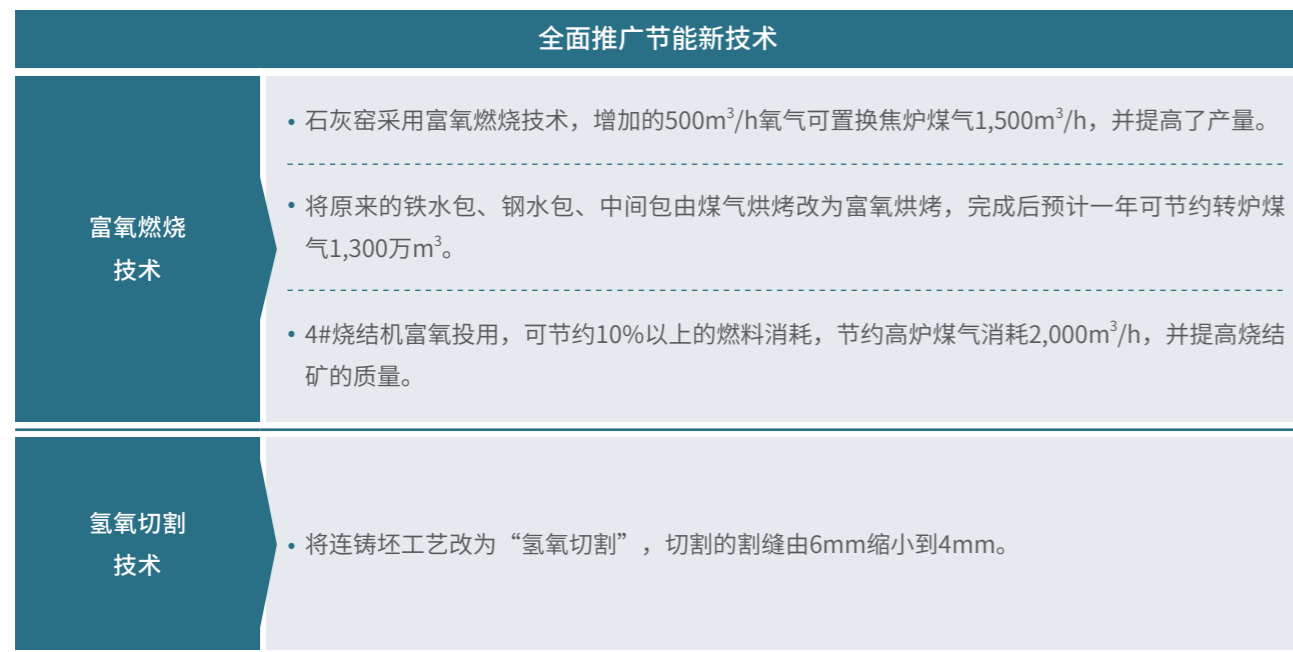 全面推广节能新技术
富氧燃烧
技术
• 石灰窑采用富氧燃烧技术，增加的500m³/h氧气可置换焦炉煤气1,500m³/h，并提高了产量。
• 将原来的铁水包、钢水包、中间包由煤气烘烤改为富氧烘烤，完成后预计一年可节约转炉煤
气1,300万m³。
• 4#烧结机富氧投用，可节约10%以上的燃料消耗，节约高炉煤气消耗2,000m³/h，并提高烧结
矿的质量。
氢氧切割
技术
• 将连铸坯工艺改为“氢氧切割”，切割的割缝由6mm缩小到4mm。